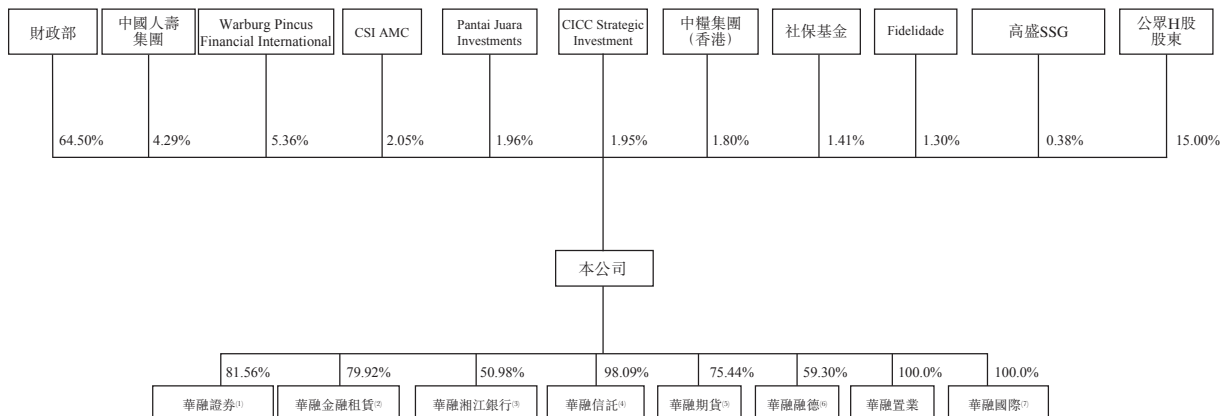 財政部
中國人壽
集團
Warburg Pincus
Financial International
CSI AMC
Pantai Juara
Investments
CICC Strategic
Investment
中糧集團
（香港）
社保基金
Fidelidade
高盛SSG
公眾H股
股東
64.50%
4.29%
5.36%
2.05%
1.96%
1.95%
1.80%
1.41%
1.30%
0.38%
15.00%
本公司
81.56%
79.92%
50.98%
98.09%
75.44%
59.30%
100.0%
100.0%
華融證券(1)
華融金融租賃(2)
華融湘江銀行(3)
華融信託(4)
華融期貨(5)
華融融德(6)
華融置業
華融國際(7)